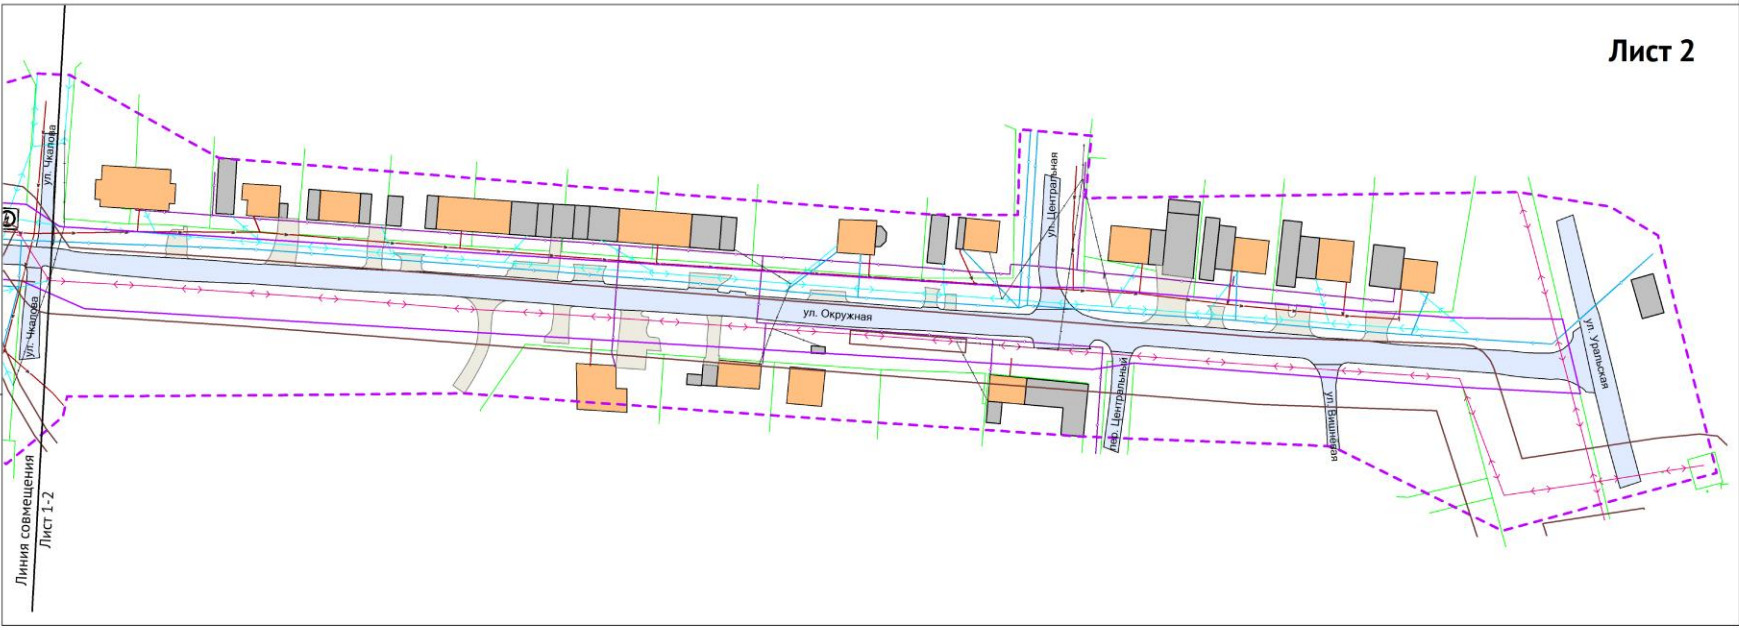 Лист 2
ул. Чкалова
ул. Центральная
ул. Окружная
ул. Чкалова
ул. Уральская
пер. Центральный
ул. Вишневая
Линия совмещения
Лист 1-2